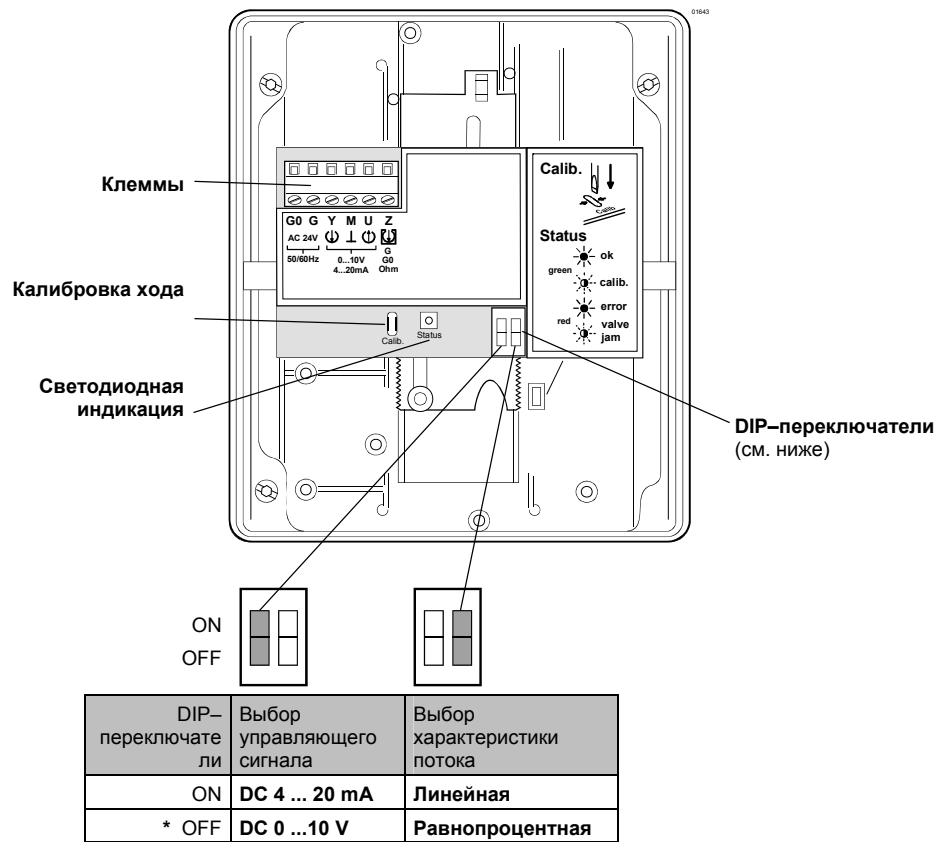 01643
Клеммы
Калибровка хода
Светодиодная
индикация
G0 G Y M U Z
AC 24V
50/60Hz
0...10V
4...20mA
G
G0
Ohm
Calib.
Status
Calib.
Calib
Status
green
ok
calib.
red
error
valve
jam
DIP–переключатели
(см. ниже)
ON
OFF
DIP–
переключате
ли
Выбор
управляющего
сигнала
Выбор
характеристики
потока
ON DC 4 ... 20 mA Линейная
* OFF DC 0 ...10 V Равнопроцентная